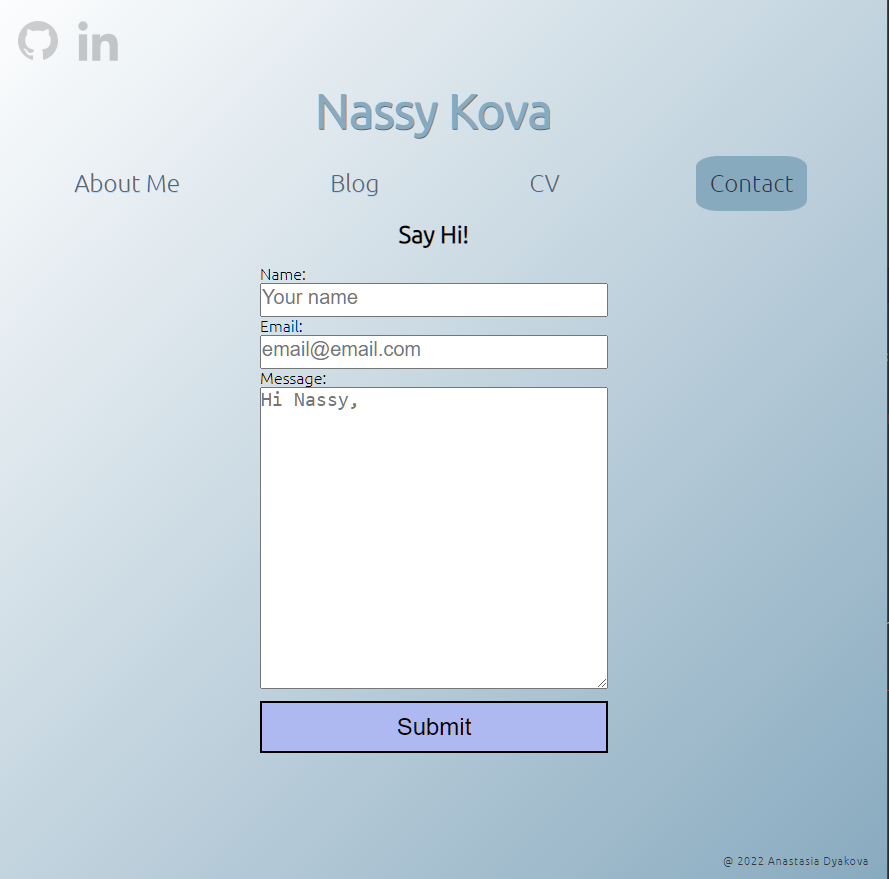 in
Nassy Kova
About Me Blog CV Contact
Say Hi!
Name:
Your name
Email:
email@email.com
Message:
Hi Nassy,
Submit
@ 2022 Anastasia Dyakova